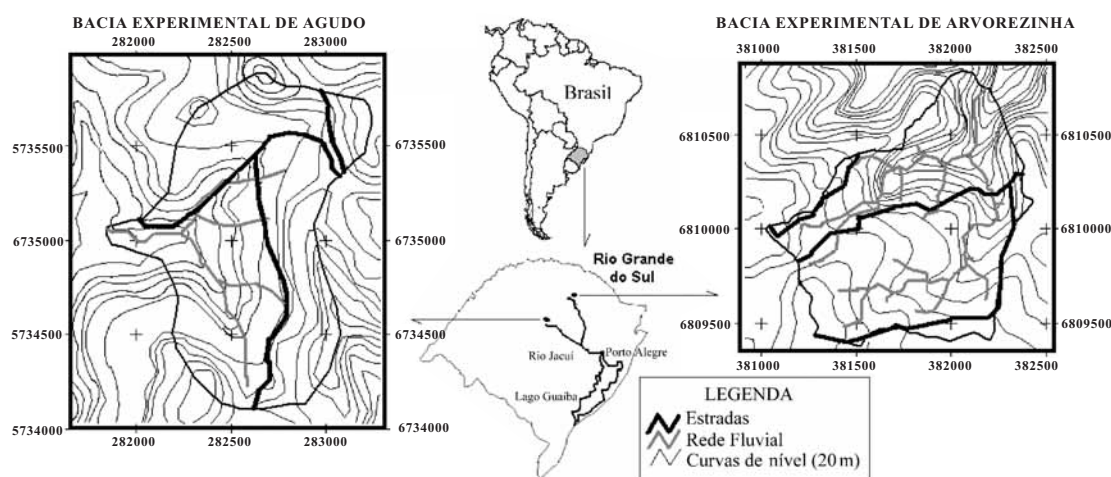 BACIA EXPERIMENTAL DE AGUDO
282000 282500 283000
5735500
6735000
5734500
5734000
6735500
6735000
6734500
6734000
282000 282500 283000
Brasil
Rio Grande
do Sul
Rio Jacuí
Porto Alegre
Lago Guaíba
BACIA EXPERIMENTAL DE ARVOREZINHA
381000 381500 382000 382500
6810500
6810000
6809500
6810500
6810000
6809500
381000 381500 382000 382500
LEGENDA
Estradas
Rede Fluvial
Curvas de nível (20 m)